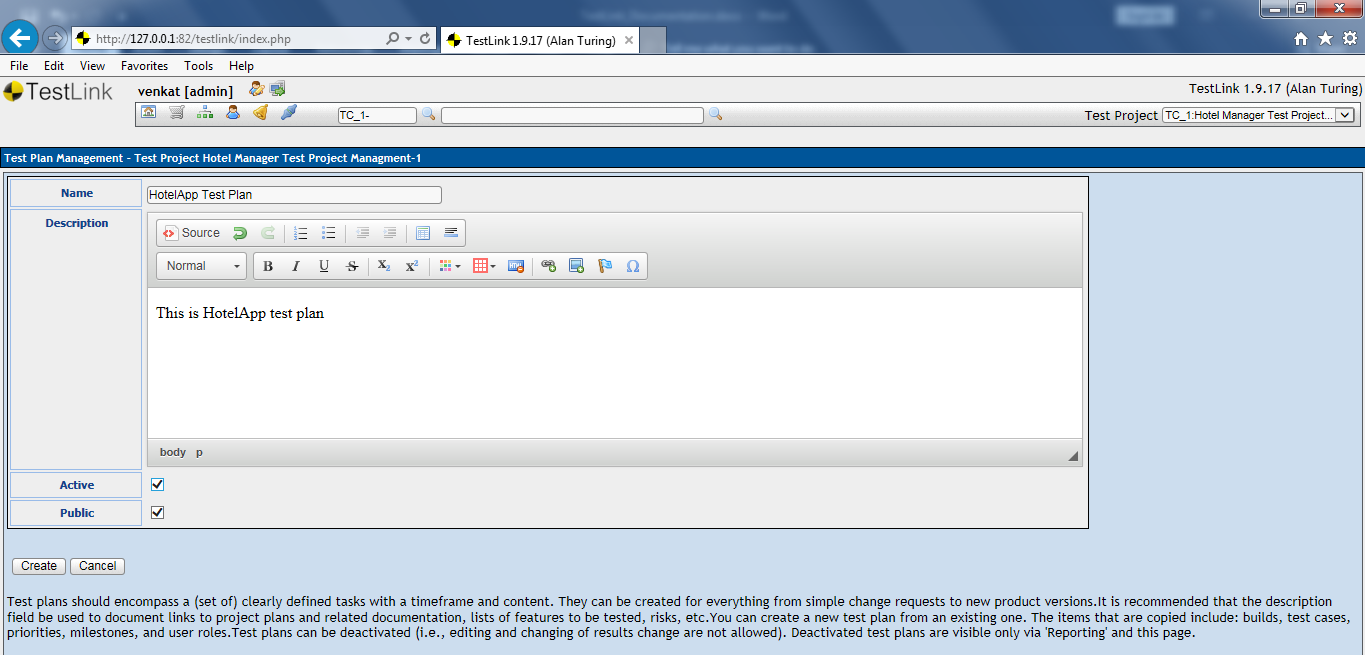 http://127.0.0.1:82/testlink/index.php
TestLink 1.9.17 (Alan Turing)
File Edit View Favorites Tools Help
TestLink
venkat [admin]
TestLink 1.9.17 (Alan Turing)
TC_1-
Test Project TC_1:Hotel Manager Test Project...
Test Plan Management - Test Project Hotel Manager Test Project Managment-1
Name HotelApp Test Plan
Description
Source
Normal B I U S X2 X2 Ω
This is HotelApp test plan
body p
Active
Public
Create Cancel
Test plans should encompass a (set of) clearly defined tasks with a timeframe and content. They can be created for everything from simple change requests to new product versions.It is recommended that the description
field be used to document links to project plans and related documentation, lists of features to be tested, risks, etc.You can create a new test plan from an existing one. The items that are copied include: builds, test cases,
priorities, milestones, and user roles.Test plans can be deactivated (i.e., editing and changing of results change are not allowed). Deactivated test plans are visible only via 'Reporting' and this page.